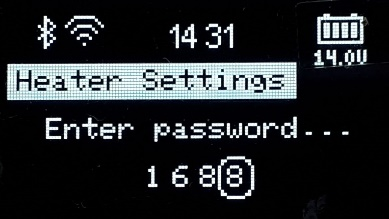 14 31
14.0V
Heater Settings
Enter password...
1 6 8 8